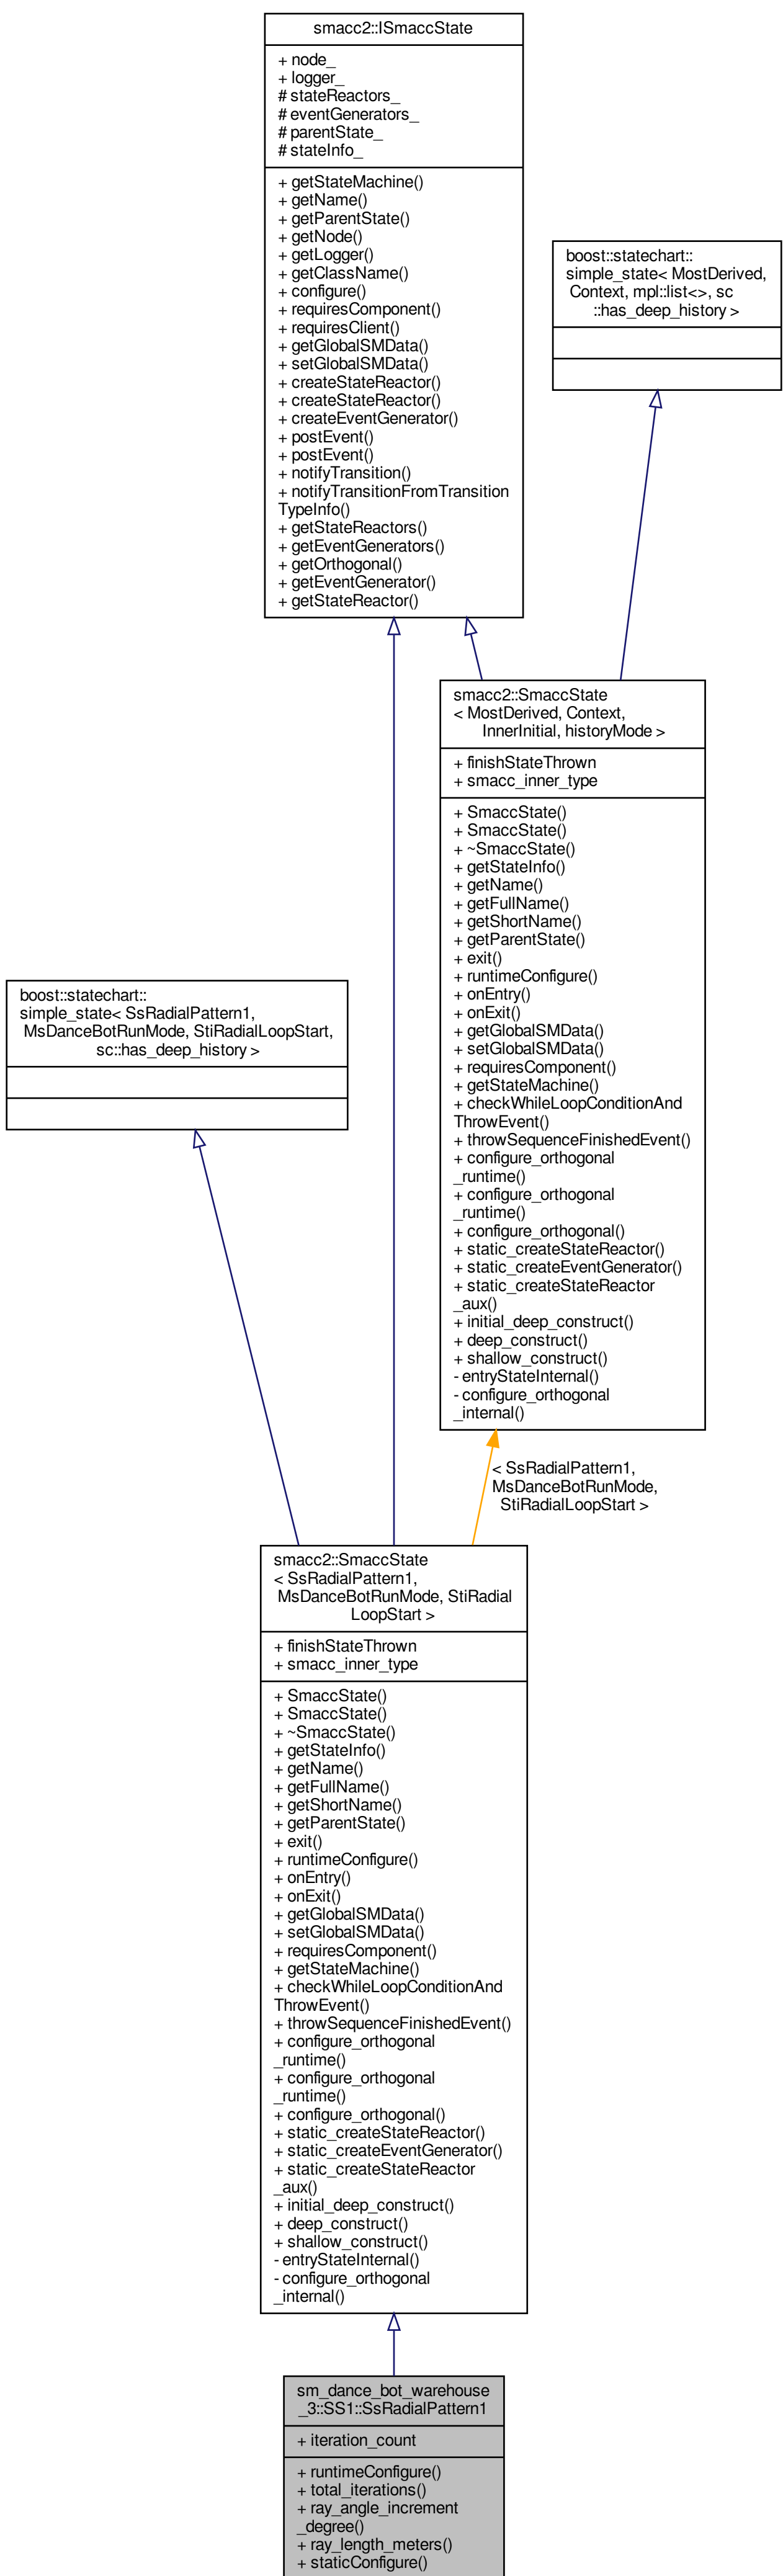 smacc2::ISmaccState
+ node_
+ logger_
# stateReactors_
# eventGenerators_
# parentState_
# stateInfo_
+ getStateMachine()
+ getName()
+ getParentState()
+ getNode()
+ getLogger()
+ getClassName()
+ configure()
+ requiresComponent()
+ requiresClient()
+ getGlobalSMData()
+ setGlobalSMData()
+ createStateReactor()
+ createStateReactor()
+ createEventGenerator()
+ postEvent()
+ postEvent()
+ notifyTransition()
+ notifyTransitionFromTransition
TypeInfo()
+ getStateReactors()
+ getEventGenerators()
+ getOrthogonal()
+ getEventGenerator()
+ getStateReactor()
boost::statechart::
simple_state< MostDerived,
Context, mpl::list<>, sc
::has_deep_history >
smacc2::SmaccState
< MostDerived, Context,
InnerInitial, historyMode >
+ finishStateThrown
+ smacc_inner_type
+ SmaccState()
+ SmaccState()
+ ~SmaccState()
+ getStateInfo()
+ getName()
+ getFullName()
+ getShortName()
+ getParentState()
+ exit()
+ runtimeConfigure()
+ onEntry()
+ onExit()
+ getGlobalSMData()
+ setGlobalSMData()
+ requiresComponent()
+ getStateMachine()
+ checkWhileLoopConditionAnd
ThrowEvent()
+ throwSequenceFinishedEvent()
+ configure_orthogonal
_runtime()
+ configure_orthogonal
_runtime()
+ configure_orthogonal()
+ static_createStateReactor()
+ static_createEventGenerator()
+ static_createStateReactor
_aux()
+ initial_deep_construct()
+ deep_construct()
+ shallow_construct()
- entryStateInternal()
- configure_orthogonal
_internal()
boost::statechart::
simple_state< SsRadialPattern1,
MsDanceBotRunMode, StiRadialLoopStart,
sc::has_deep_history >
< SsRadialPattern1,
MsDanceBotRunMode,
StiRadialLoopStart >
smacc2::SmaccState
< SsRadialPattern1,
MsDanceBotRunMode, StiRadial
LoopStart >
+ finishStateThrown
+ smacc_inner_type
+ SmaccState()
+ SmaccState()
+ ~SmaccState()
+ getStateInfo()
+ getName()
+ getFullName()
+ getShortName()
+ getParentState()
+ exit()
+ runtimeConfigure()
+ onEntry()
+ onExit()
+ getGlobalSMData()
+ setGlobalSMData()
+ requiresComponent()
+ getStateMachine()
+ checkWhileLoopConditionAnd
ThrowEvent()
+ throwSequenceFinishedEvent()
+ configure_orthogonal
_runtime()
+ configure_orthogonal
_runtime()
+ configure_orthogonal()
+ static_createStateReactor()
+ static_createEventGenerator()
+ static_createStateReactor
_aux()
+ initial_deep_construct()
+ deep_construct()
+ shallow_construct()
- entryStateInternal()
- configure_orthogonal
_internal()
sm_dance_bot_warehouse
_3::SS1::SsRadialPattern1
+ iteration_count
+ runtimeConfigure()
+ total_iterations()
+ ray_angle_increment
_degree()
+ ray_length_meters()
+ staticConfigure()